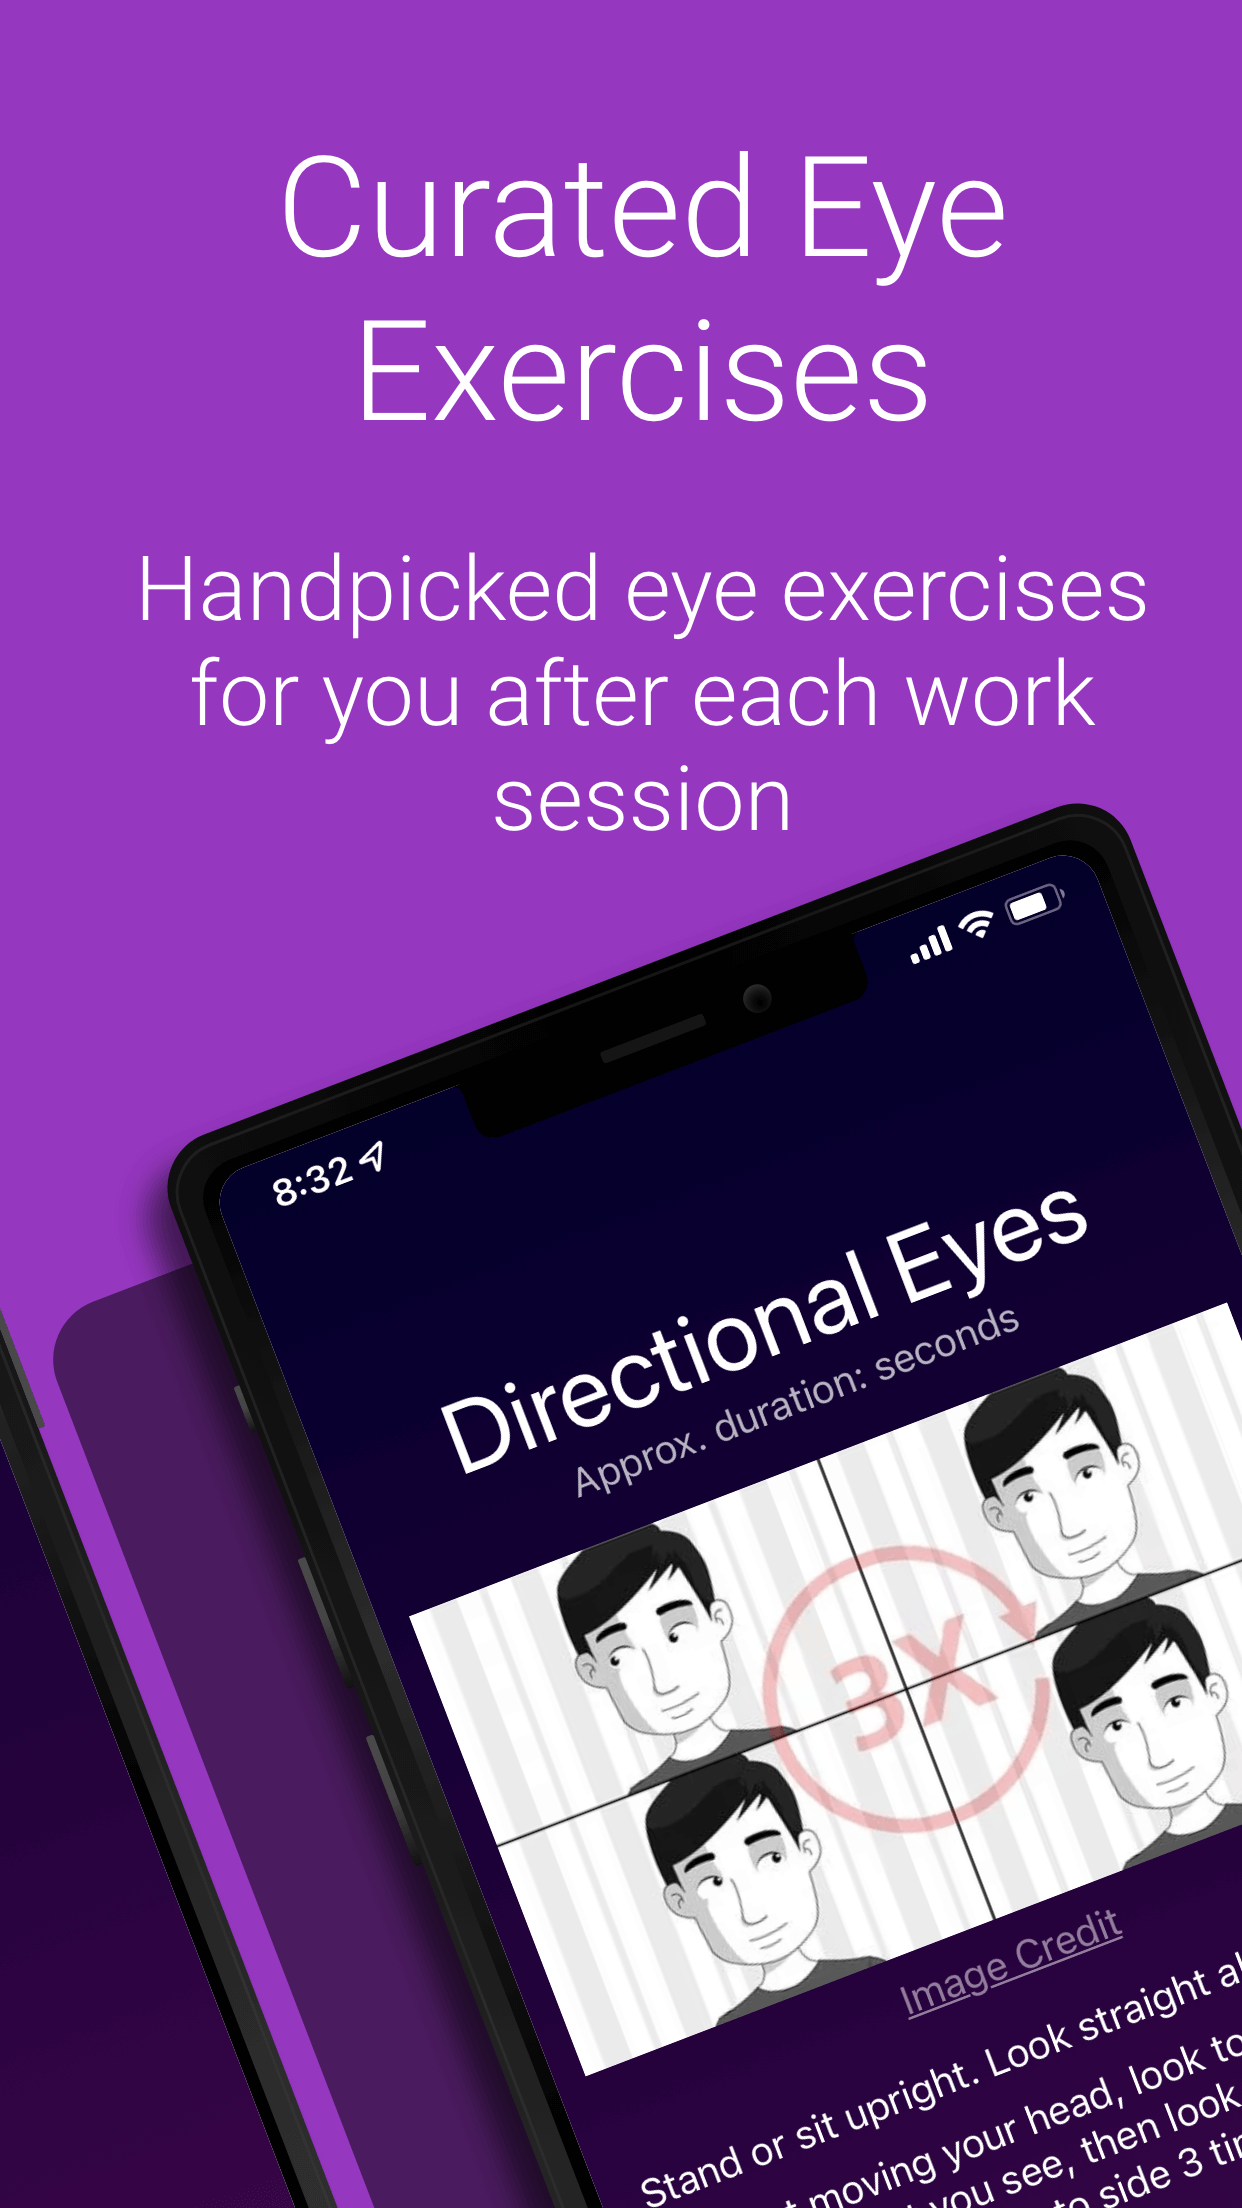 Curated Eye
Exercises
Handpicked eye exercises
for you after each work
session
8:32
Directional Eyes
Approx. duration: seconds
3X
Image Credit
Stand or sit upright. Look straight
moving your head, look to
you see, then look
to side 3